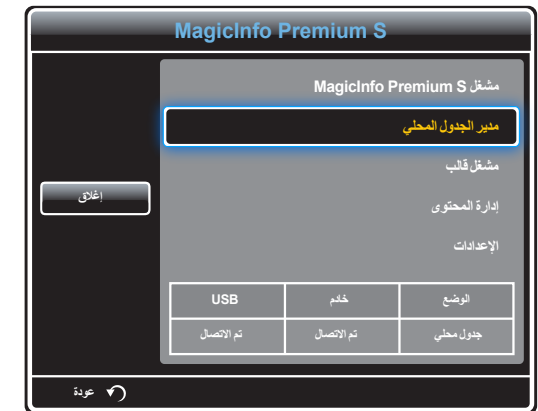 MagicInfo Premium S
مشغل MagicInfo Premium S
مدير الجدول المحلي
مشغل قالب
إدارة المحتوى
الإعدادات
إغلاق
الوضع خادم USB
جدول محلي تم الاتصال تم الاتصال
عودة